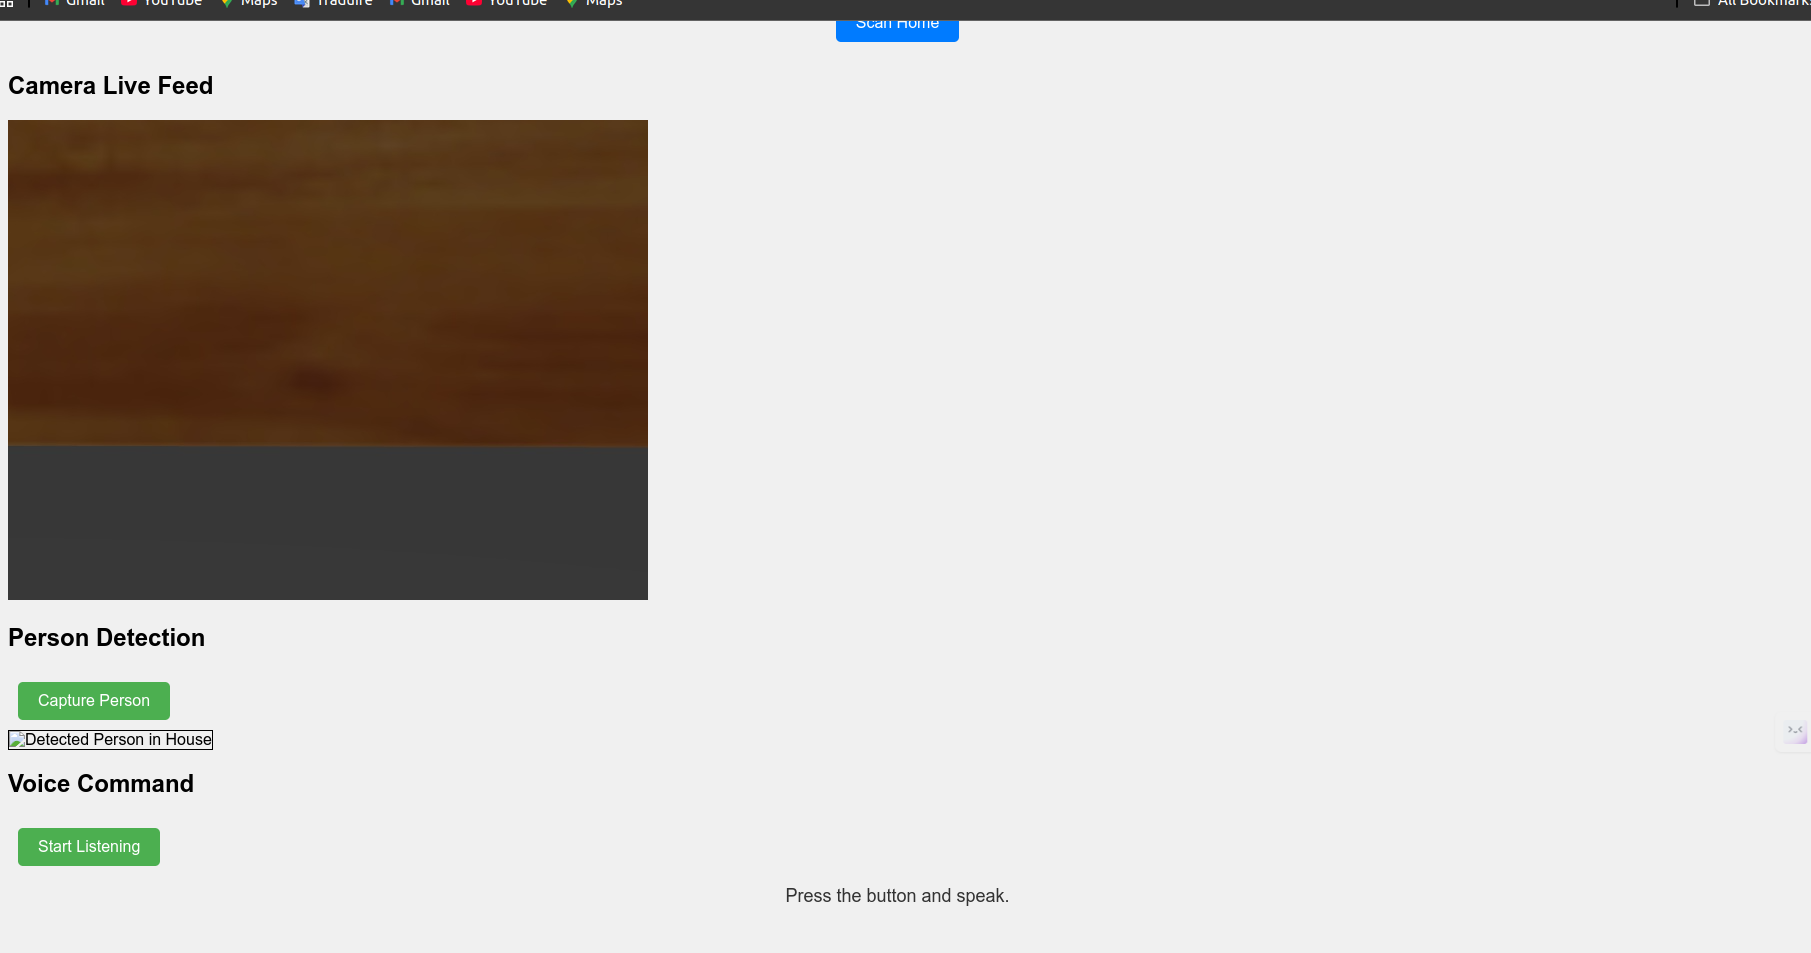 Gmail YouTube Maps Traduire Gmail YouTube Maps All Bookmarks
Scan Home
Camera Live Feed
Person Detection
Capture Person
Detected Person in House
Voice Command
Start Listening
Press the button and speak.